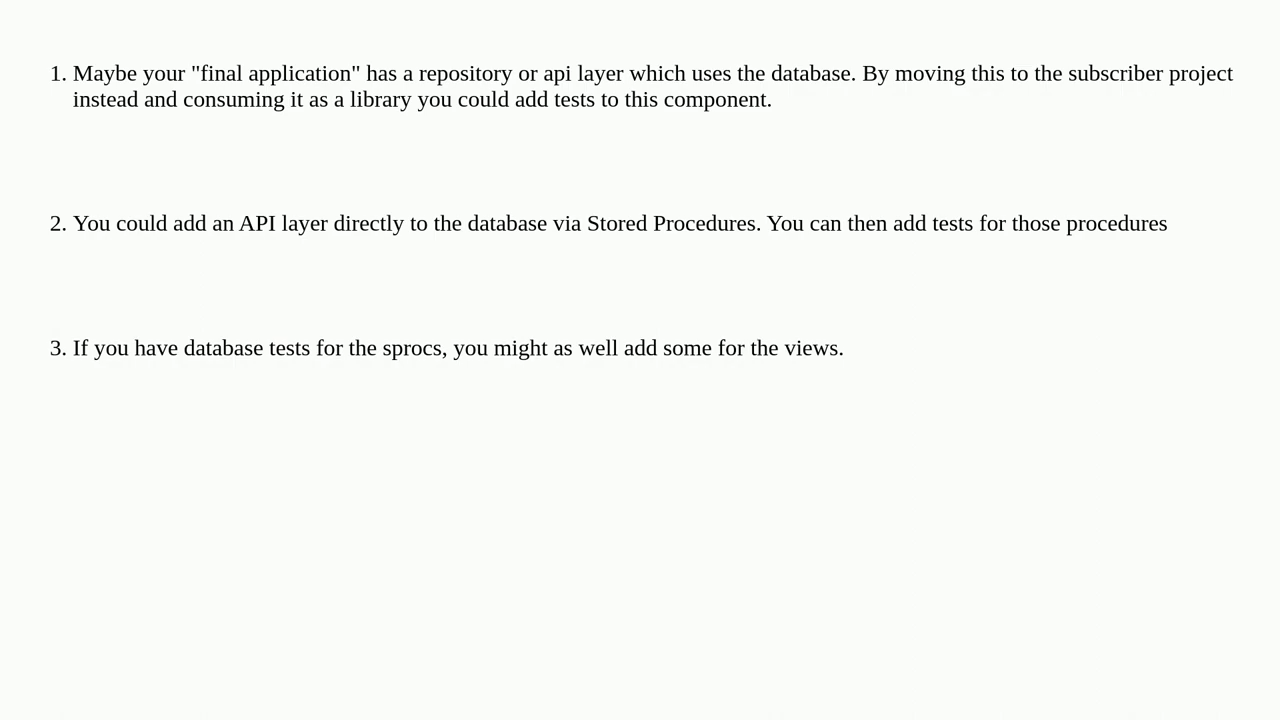 1. Maybe your "final application" has a repository or api layer which uses the database. By moving this to the subscriber project
instead and consuming it as a library you could add tests to this component.
2. You could add an API layer directly to the database via Stored Procedures. You can then add tests for those procedures
3. If you have database tests for the sprocs, you might as well add some for the views.